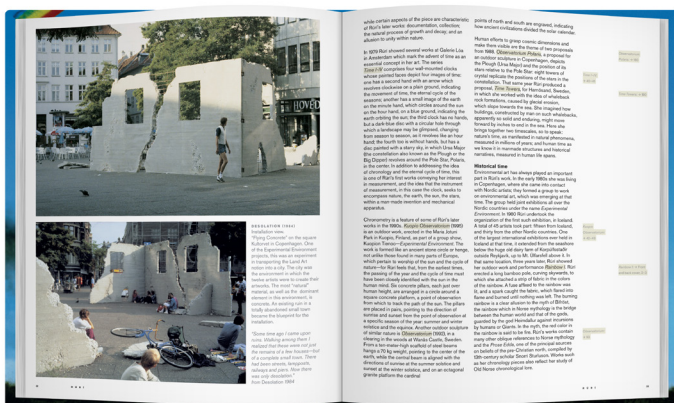 DESOLATION (1984)
Installation view.
"Flying Concrete" on the square
Kultorvet in Copenhagen. One
of the Experimental Environment
projects, this was an experiment
in transporting the Land Art
notion into a city. The city was
the environment in which the
twelve artists were to create their
artworks. The most "natural"
material, as well as the dominant
element in this environment, is
concrete. An existing ruin in a
totally abandoned small town
became the blueprint for the
installation.
"Some time ago I came upon
ruins. Walking among them I
realized that these were not just
the remains of a few houses—but
of a complete small town. There
had been streets, temples,
and plazas. Now there
was only desolation."
from Desolation 1984
while certain aspects of the piece are characteristic
of Rúrí's later works: documentation, collection;
the natural process of growth and decay; and an
allusion to unity within nature.
In 1979 Rúrí showed several works at Galerie Lóa
in Amsterdam which mark the advent of time as an
essential concept in her art. The series
Time I-IV comprises four wall-mounted clocks
whose painted faces depict four images of time:
one has a second hand with an arrow which
revolves clockwise on a plain ground, indicating
the movement of time, the eternal cycle of the
seasons; another has a small image of the earth
on the minute hand, which circles around the sun
on the hour hand, on a blue ground, indicating the
earth orbiting the sun; the third clock has no hands,
but a dark-blue disc with a circular hole through
which a landscape may be glimpsed, changing
from season to season, as it revolves like an hour
hand; the fourth too is without hands, but has a
disc painted with a starry sky, in which Ursa Major
(the constellation also known as the Plough or the
Big Dipper) revolves around the Pole Star, Polaris,
in the center. In addition to addressing the idea
of chronology and the eternal cycle of time, this
is one of Rúrí's first works conveying her interest
in measurement, and the idea that the instrument
of measurement, in this case the clock, seeks to
encompass nature, the earth, the sun, the stars,
within a man-made invention and mechanical
apparatus.
Chronometry is a feature of some of Rúrí's later
works in the 1990s. Kuopio Observatorium (1995)
is an outdoor work, erected in the Maria Jotuni
Park in Kuopio, Finland, as part of a group show,
Experimental Environment. The
work is formed like an ancient stone circle or henge,
not unlike those found in many parts of Europe,
which pertain to worship of the sun and the cycle of
nature—for Rúrí feels that, from the earliest times,
the passing of the year and the cycle of time must
have been closely identified with the sun in the
human mind. Six concrete pillars, each just over
human height, are arranged in a circle around a
square concrete platform, a point of observation
from which to track the path of the sun. The pillars
are placed in pairs, pointing to the direction of
sunrise and sunset from the point of observation at
a specific season of the year: summer and winter
solstice and the equinox. Another outdoor sculpture
of similar nature is Observatorium (1992), in a
clearing in the woods at Wanås Castle, Sweden.
From a ten-meter-high scaffold of steel beams
hangs a 70 kg weight, pointing to the center of the
earth, while the central beam is aligned with the
directions of sunrise at the summer solstice and
sunset at the winter solstice, and on an octagonal
granite platform the cardinal
points of north and south are engraved, indicating
how ancient civilizations divided the solar calendar.
Human efforts to grasp cosmic dimensions and
make them visible are the theme of two proposals
from 1989. Observatorium Polaris, a proposal for
an outdoor sculpture in Copenhagen, depicts
the Plough (Ursa Major) and the position of its
stars relative to the Pole Star: eight towers of
crystal replicate the positions of the stars in the
constellation. That same year Rúrí produced a
proposal, Time Towers, for Härnösand, Sweden,
in which she worked with the idea of whaleback
rock formations, caused by glacial erosion,
which slope towards the sea. She imagined how
buildings, constructed by man on such whalebacks,
apparently so solid and enduring, might move
forward by inches to end in the sea. Here she
brings together two timescales, so to speak:
nature's time, as manifested in natural phenomena,
measured in millions of years; and human time as
we know it in manmade structures and historical
narratives, measured in human life spans.
Historical time
Environmental art has always played an important
part in Rúrí's work. In the early 1980s she was living
in Copenhagen, where she came into contact
with Nordic artists; they formed a group to work
on environmental art, which was emerging at that
time. The group held joint exhibitions all over the
Nordic countries under the name Experimental
Environment. In 1980 Rúrí undertook the
organization of the first such exhibition, in Iceland.
A total of 45 artists took part: fifteen from Iceland,
and thirty from the other Nordic countries. One
of the largest international exhibitions ever held in
Iceland at that time, it extended from the seashore
below the huge old dairy farm of Korpúlfsstaðir
outside Reykjavík, up to Mt. Úlfarsfell above it. In
that same location, three years later, Rúrí showed
her outdoor work and performance Rainbow I. Rúrí
erected a long bamboo pole, curving skywards, to
which she attached a strip of fabric in the colors
of the rainbow. A fuse affixed to the rainbow was
lit, and a spark caught the fabric, which flared into
flame and burned until nothing was left. The burning
rainbow is a clear allusion to the myth of Bifröst,
the rainbow which in Norse mythology is the bridge
between the human world and that of the gods,
guarded by the god Heimdallur against incursions
by humans or Giants. In the myth, the red color in
the rainbow is said to be fire. Rúrí's works contain
many other oblique references to Norse mythology
and the Prose Edda, one of the principal sources
on beliefs of the pre-Christian north, compiled by
13th-century scholar Snorri Sturluson. Works such
as her chronology pieces also reflect her study of
Old Norse chronological lore.